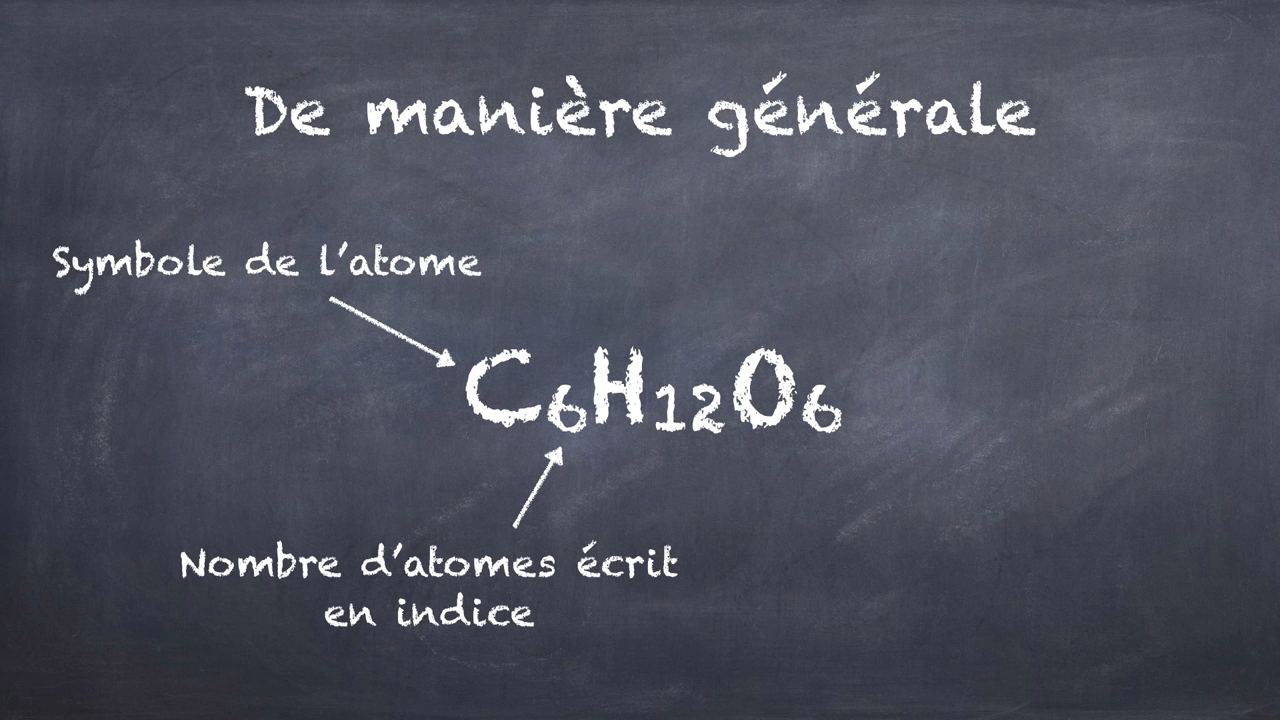 De manière générale
Symbole de l’atome
C₆H₁₂O₆
Nombre d’atomes écrit
en indice